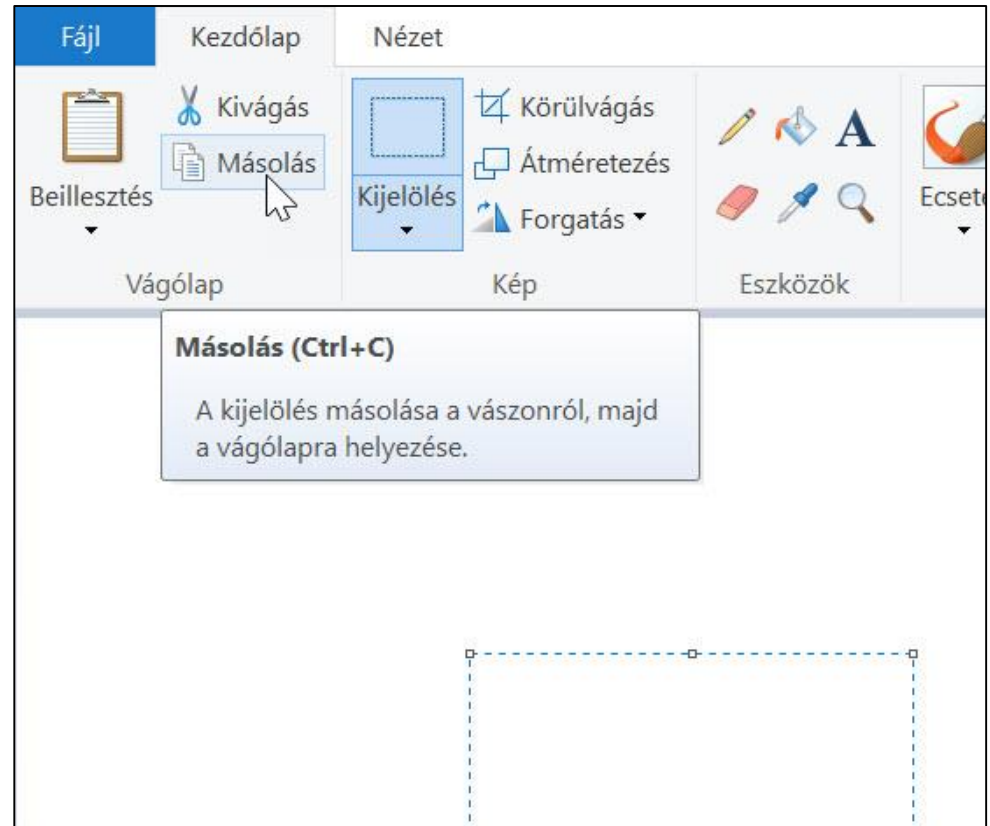 Fájl Kezdőlap Nézet
Kivágás
Másolás
Beillesztés
Vágólap
Kijelölés
Körülvágás
Átméretezés
Forgatás
Kép
A
Eszközök
Másolás (Ctrl+C)
A kijelölés másolása a vászonról, majd
a vágólapra helyezése.